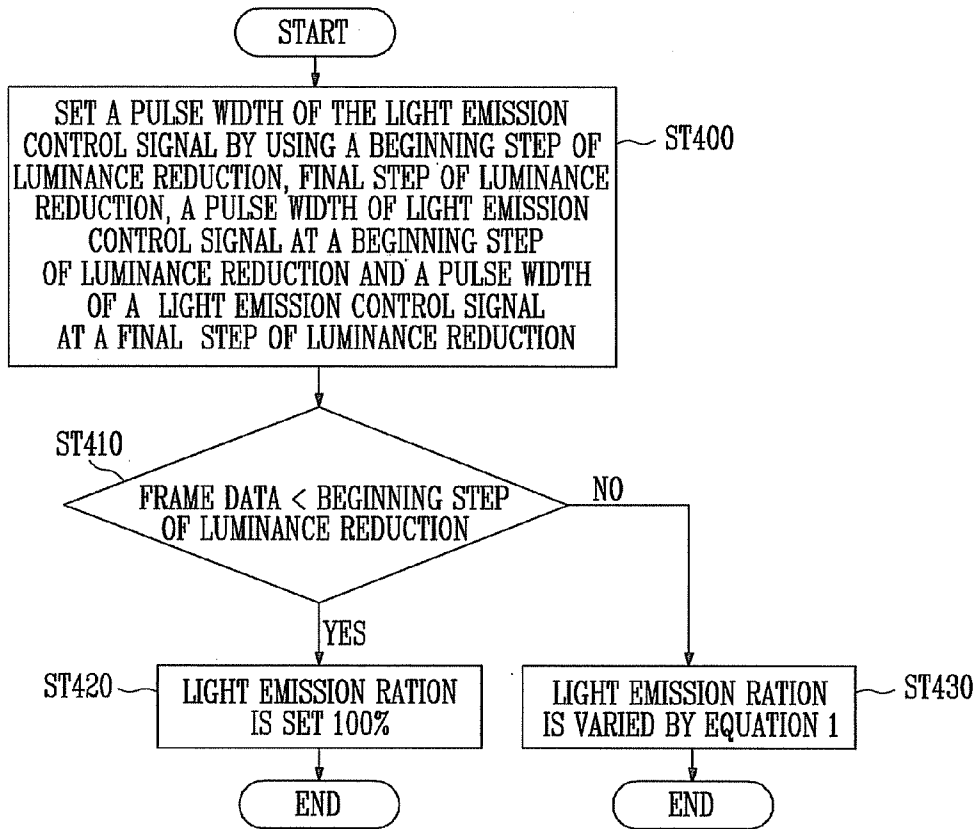 START
SET A PULSE WIDTH OF THE LIGHT EMISSION
CONTROL SIGNAL BY USING A BEGINNING STEP OF
LUMINANCE REDUCTION, FINAL STEP OF LUMINANCE
REDUCTION, A PULSE WIDTH OF LIGHT EMISSION
CONTROL SIGNAL AT A BEGINNING STEP
OF LUMINANCE REDUCTION AND A PULSE WIDTH
OF A LIGHT EMISSION CONTROL SIGNAL
AT A FINAL STEP OF LUMINANCE REDUCTION
ST400
ST410
FRAME DATA < BEGINNING STEP
OF LUMINANCE REDUCTION
NO
YES
ST420
LIGHT EMISSION RATION
IS SET 100%
LIGHT EMISSION RATION
IS VARIED BY EQUATION 1
ST430
END
END